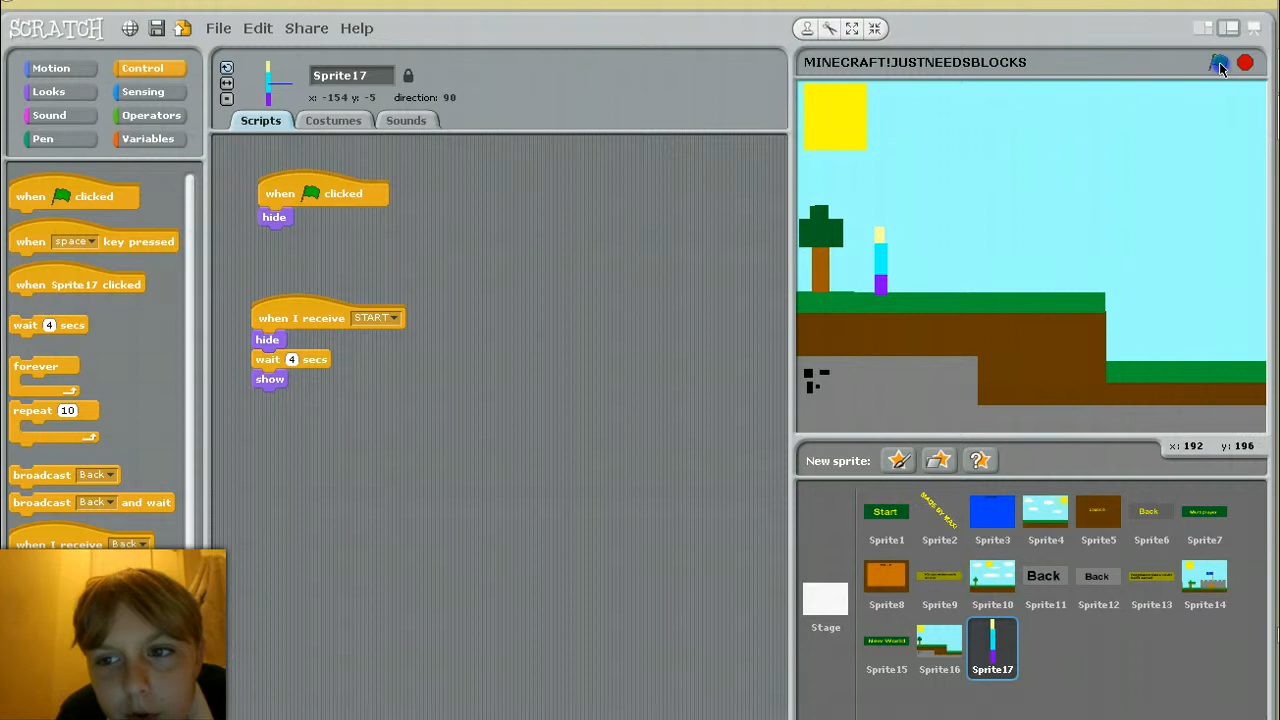 SCRATCH File Edit Share Help
Motion Control
Looks Sensing
Sound Operators
Pen Variables
when clicked
when space key pressed
when Sprite17 clicked
wait 4 secs
forever
repeat 10
broadcast Back
broadcast Back and wait
when I receive Back
Sprite17
x: -154 y: -5 direction: 90
Scripts Costumes Sounds
when clicked
hide
when I receive START
hide
wait 4 secs
show
MINECRAFT!JUSTNEEDSBLOCKS
x: 192 y: 196
New sprite:
Stage
Start Back
Sprite1 Sprite2 Sprite3 Sprite4 Sprite5 Sprite6 Sprite7
Back Back
Sprite8 Sprite9 Sprite10 Sprite11 Sprite12 Sprite13 Sprite14
New World
Sprite15 Sprite16 Sprite17